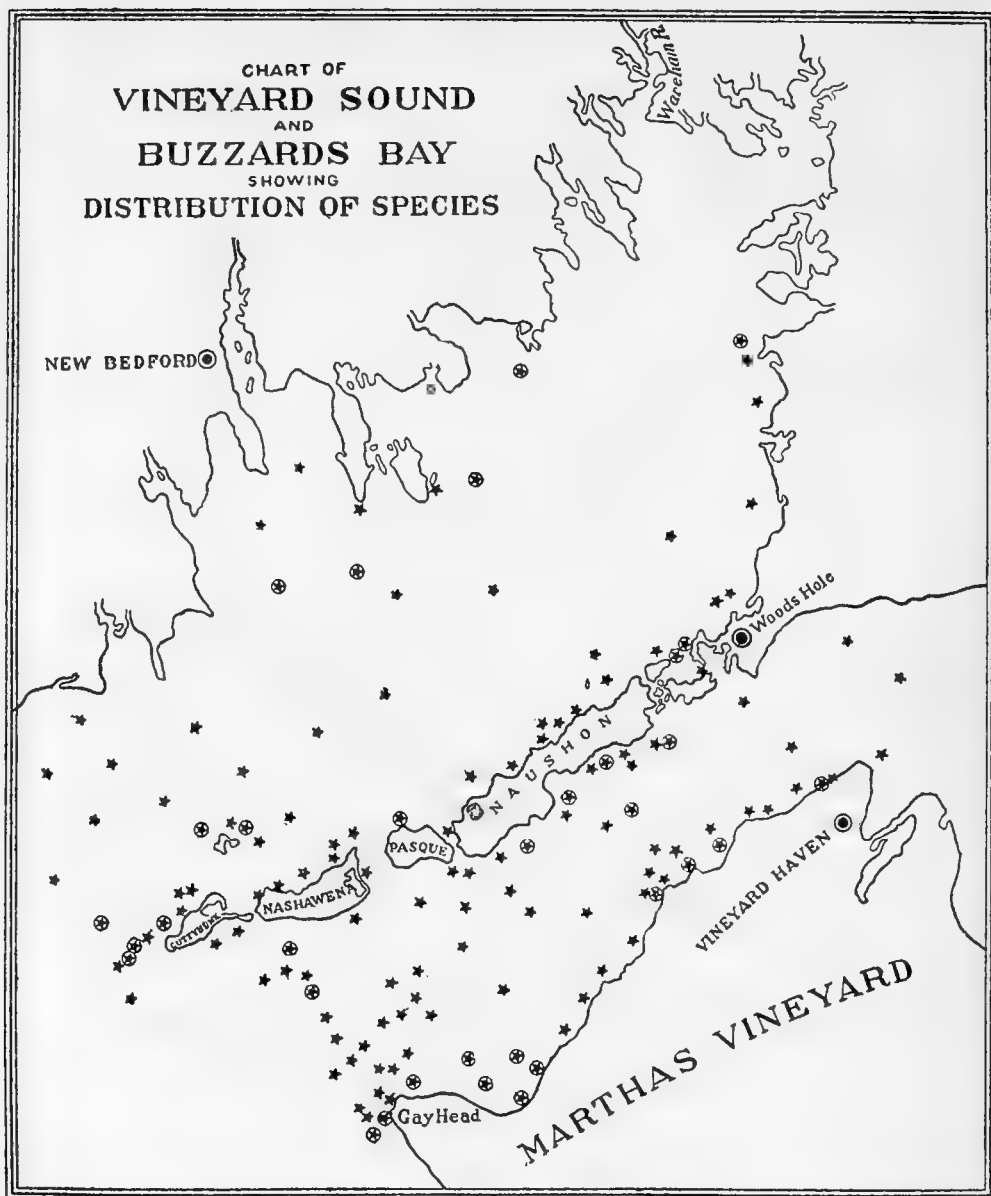 CHART OF
VINEYARD SOUND
AND
BUZZARDS BAY
SHOWING
DISTRIBUTION OF SPECIES
Wareham R.
NEW BEDFORD
Woods Hole
NAUSHON
PASQUE
NASHAWENA
CUTTYHUNK
VINEYARD HAVEN
MARTHAS VINEYARD
Gay Head